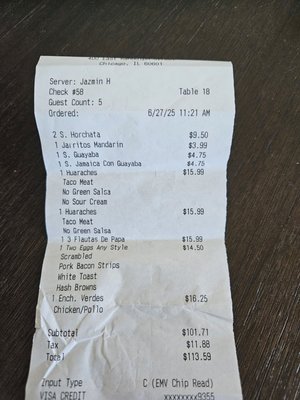 Chicago, IL 60601
Server: Jazmin H
Check #58 Table 18
Guest Count: 5
Ordered: 6/27/25 11:21 AM
2 S. Horchata $9.50
1 Jarritos Mandarin $3.99
1 S. Guayaba $4.75
1 S. Jamaica Con Guayaba $4.75
1 Huaraches $15.99
Taco Meat
No Green Salca
No Sour Cream
1 Huaraches $15.99
Taco Meat
No Green Salsa
1 3 Flautas De Papa $15.99
1 Two Eggs Any Style $14.50
Scrambled
Pork Bacon Strips
White Toast
Hash Browns
1 Ench. Verdes $16.25
Chicken/Pollo
Subtotal $101.71
Tax $11.88
Total $113.59
Input Type C (EMV Chip Read)
VISA CREDIT xxxxxxxx9355